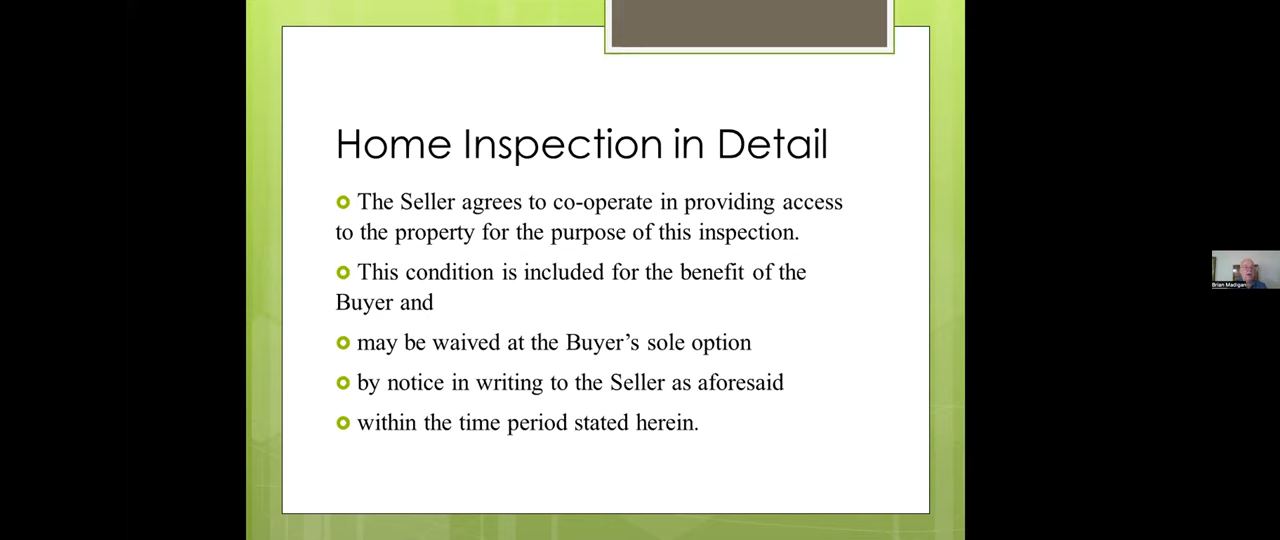 Home Inspection in Detail
The Seller agrees to co-operate in providing access
to the property for the purpose of this inspection.
This condition is included for the benefit of the
Buyer and
may be waived at the Buyer’s sole option
by notice in writing to the Seller as aforesaid
within the time period stated herein.
Brian Madigan